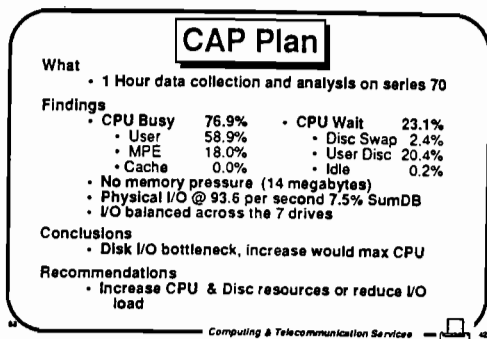 CAP Plan
What
• 1 Hour data collection and analysis on series 70
Findings
• CPU Busy 76.9% • CPU Wait 23.1%
• User 58.9% • Disc Swap 2.4%
• MPE 18.0% • User Disc 20.4%
• Cache 0.0% • Idle 0.2%
• No memory pressure (14 megabytes)
• Physical I/O @ 93.6 per second 7.5% SumDB
• I/O balanced across the 7 drives
Conclusions
• Disk I/O bottleneck, increase would max CPU
Recommendations
• Increase CPU & Disc resources or reduce I/O
load
Computing & Telecommunication Services